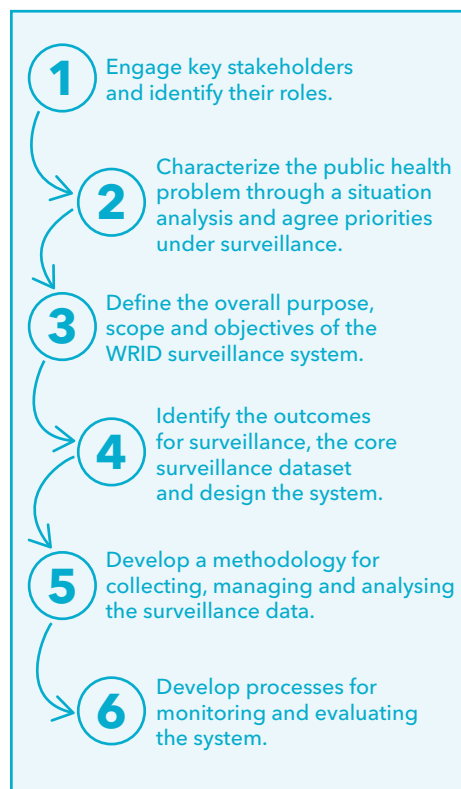 1
Engage key stakeholders
and identify their roles.
2
Characterize the public health
problem through a situation
analysis and agree priorities
under surveillance.
3
Define the overall purpose,
scope and objectives of the
WRID surveillance system.
4
Identify the outcomes
for surveillance, the core
surveillance dataset
and design the system.
5
Develop a methodology for
collecting, managing and analysing
the surveillance data.
6
Develop processes for
monitoring and evaluating
the system.